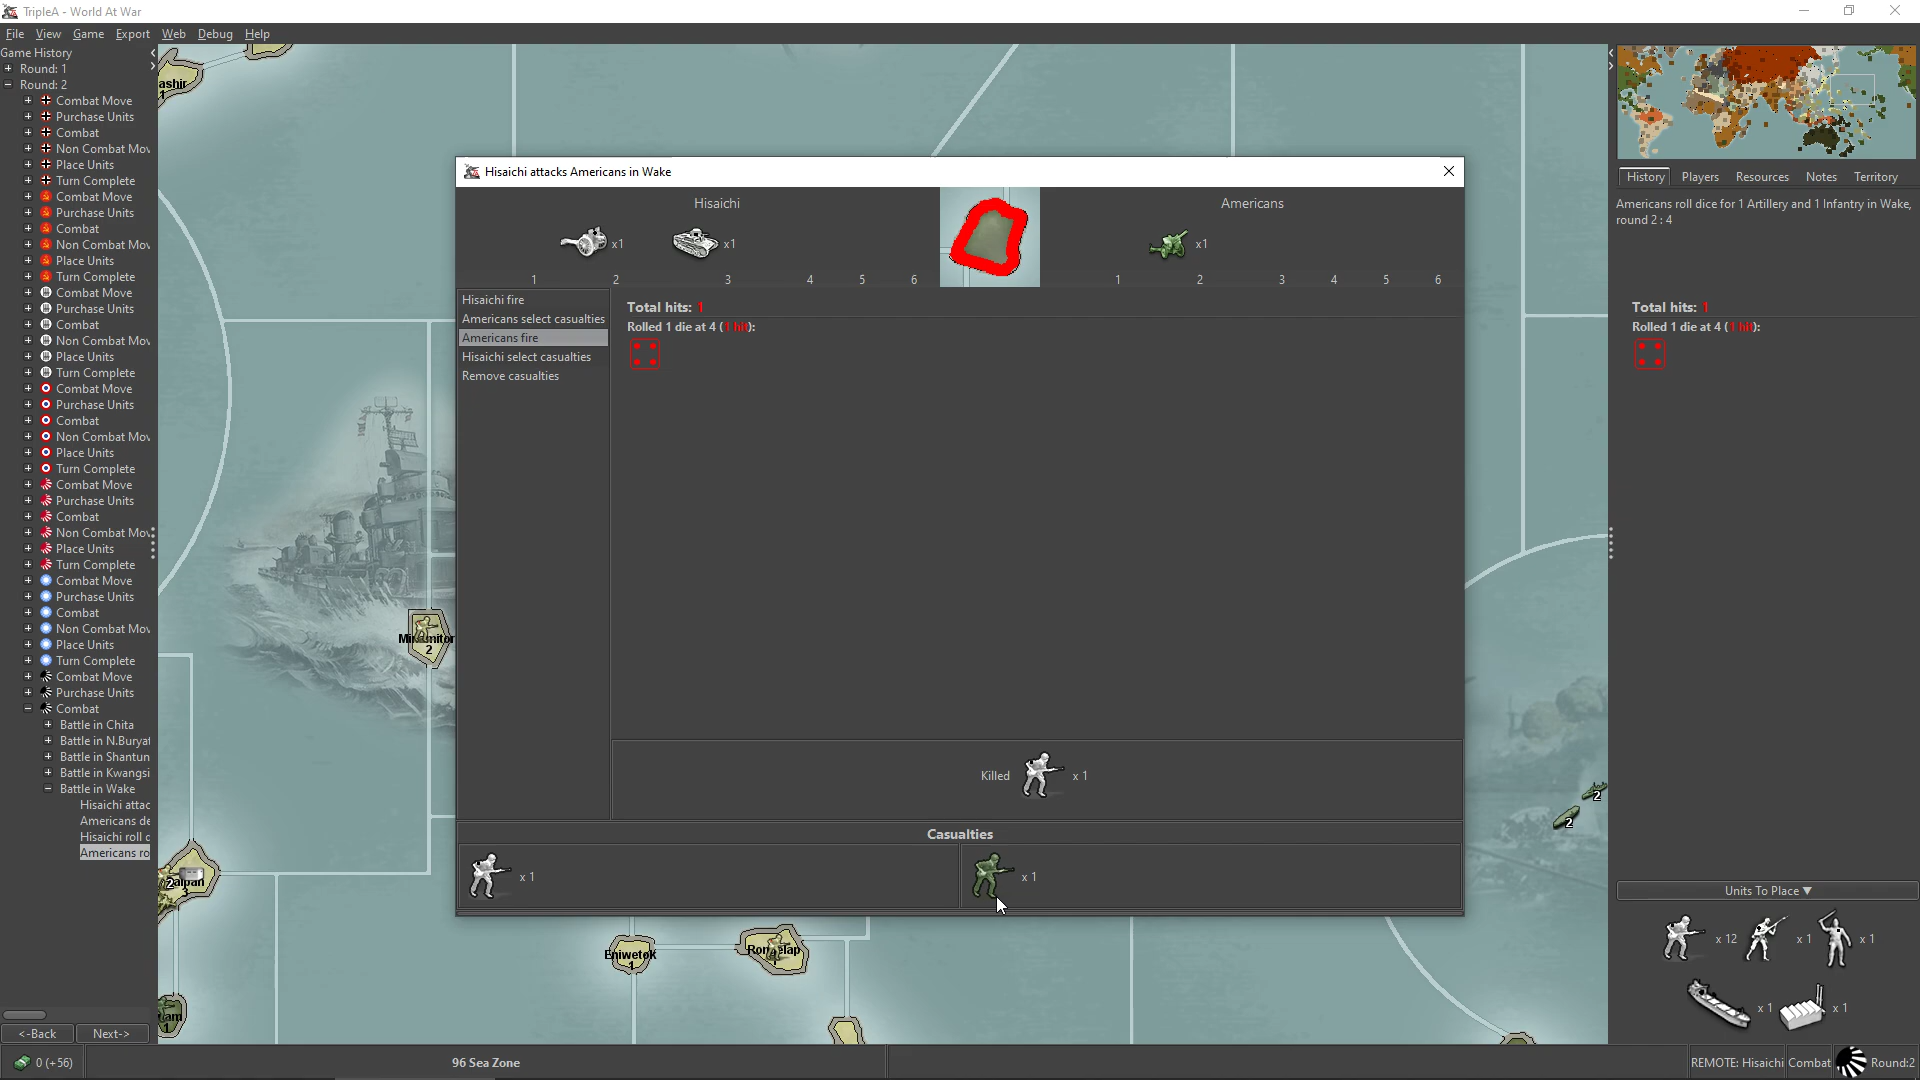 TripleA - World At War
File View Game Export Web Debug Help
Game History
Round: 1
Round: 2
Combat Move
Purchase Units
Combat
Non Combat Mov
Place Units
Turn Complete
Combat Move
Purchase Units
Combat
Non Combat Mov
Place Units
Turn Complete
Combat Move
Purchase Units
Combat
Non Combat Mov
Place Units
Turn Complete
Combat Move
Purchase Units
Combat
Non Combat Mov
Place Units
Turn Complete
Combat Move
Purchase Units
Combat
Non Combat Mov
Place Units
Turn Complete
Combat Move
Purchase Units
Combat
Non Combat Mov
Place Units
Turn Complete
Combat Move
Purchase Units
Combat
Battle in Chita
Battle in N.Buryat
Battle in Shantun
Battle in Kwangsi
Battle in Wake
Hisaichi attac
Americans de
Hisaichi roll d
Americans ro
<-Back Next->
0 (+56)
96 Sea Zone
REMOTE: Hisaichi Combat Round:2
ashir
1
2
2
3
am
1
Eniwetok
1
2
2
Hisaichi attacks Americans in Wake
Hisaichi Americans
x1 x1 x1
1 2 3 4 5 6 1 2 3 4 5 6
Hisaichi fire
Americans select casualties
Americans fire
Hisaichi select casualties
Remove casualties
Total hits: 1
Rolled 1 die at 4 (1 hit):
Killed x 1
Casualties
x 1 x 1
History Players Resources Notes Territory
Americans roll dice for 1 Artillery and 1 Infantry in Wake,
round 2 : 4
Total hits: 1
Rolled 1 die at 4 (1 hit):
Units To Place ▼
x 12 x 1 x 1
x 1 x 1